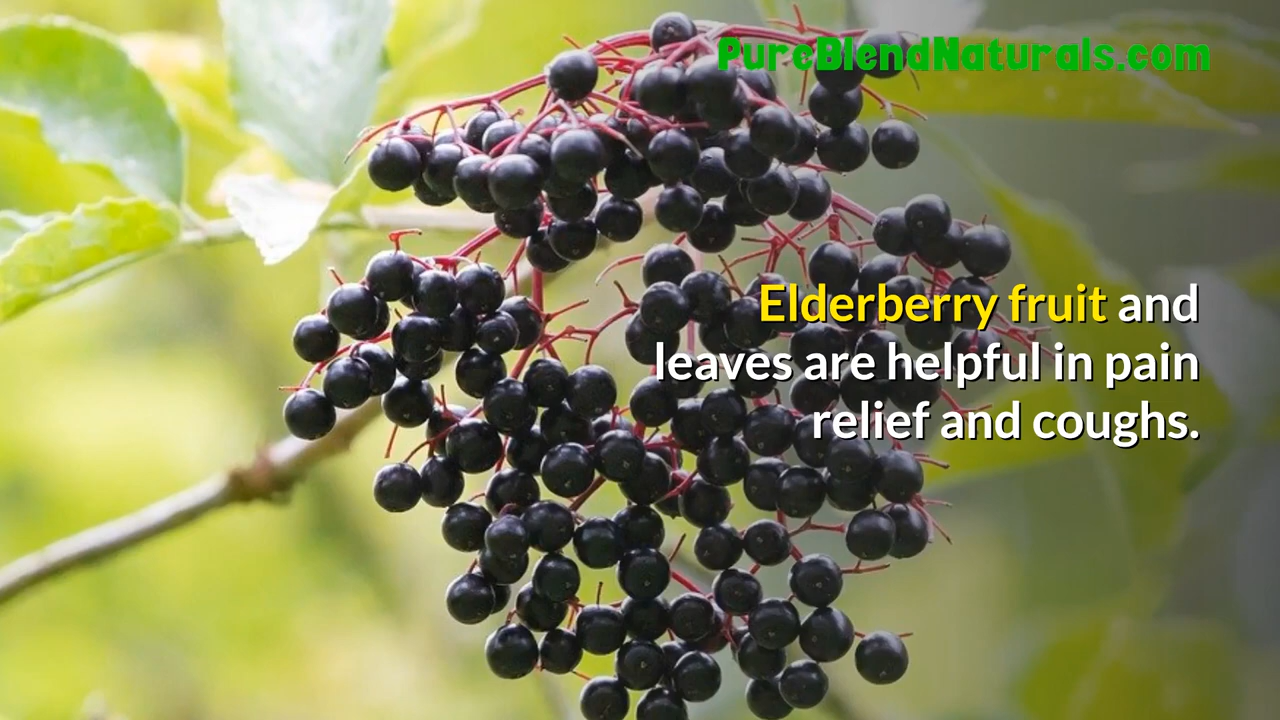 PureBlendNaturals.com
Elderberry fruit and
leaves are helpful in pain
relief and coughs.